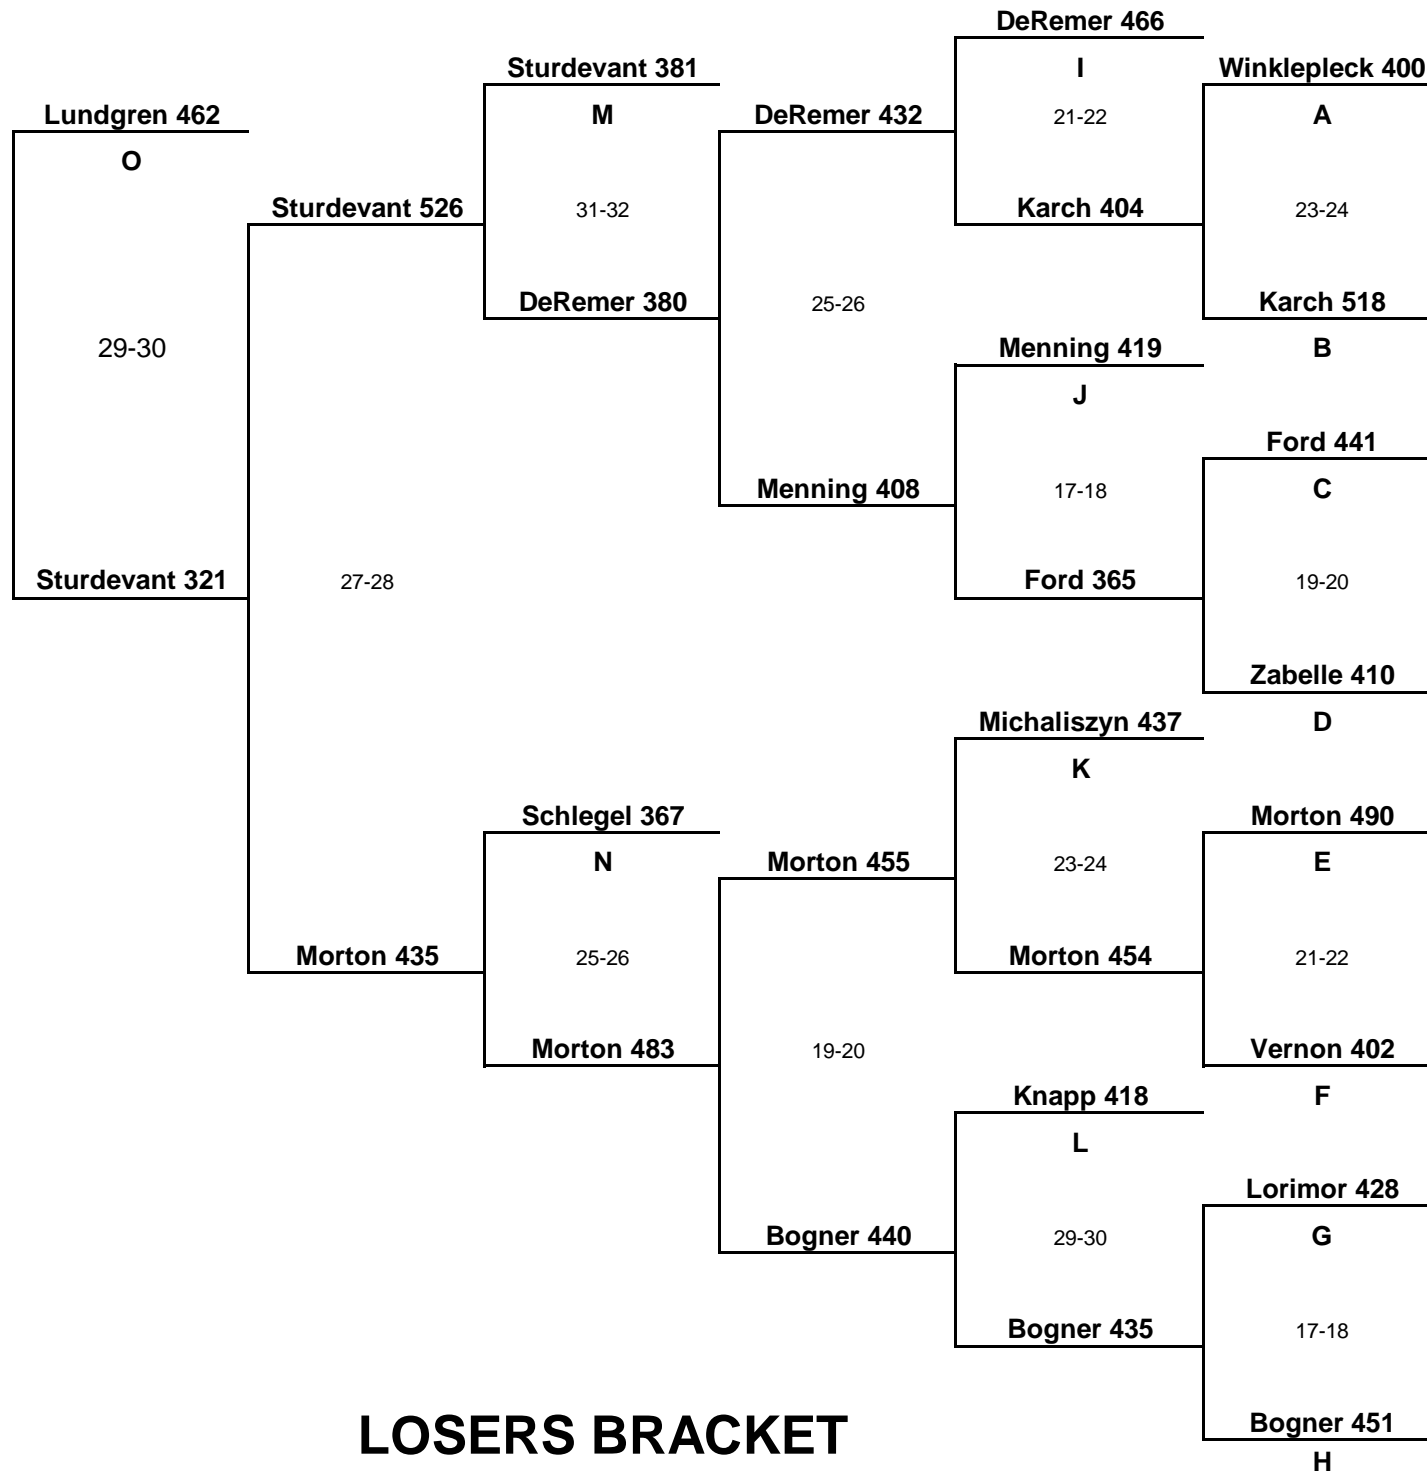 DeRemer 466
Sturdevant 381
I
Winklepleck 400
Lundgren 462
M
DeRemer 432
21-22
A
O
Sturdevant 526
31-32
Karch 404
23-24
DeRemer 380
25-26
Karch 518
29-30
Menning 419
B
J
Ford 441
Menning 408
17-18
C
Sturdevant 321
27-28
Ford 365
19-20
Zabelle 410
Michaliszyn 437
D
K
Schlegel 367
Morton 490
N
Morton 455
23-24
E
Morton 435
25-26
Morton 454
21-22
Morton 483
19-20
Vernon 402
Knapp 418
F
L
Lorimor 428
Bogner 440
29-30
G
Bogner 435
17-18
LOSERS BRACKET
Bogner 451
H